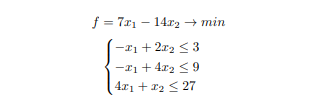 f = 7x₁ − 14x₂ → min
−x₁ + 2x₂ ≤ 3
−x₁ + 4x₂ ≤ 9
4x₁ + x₂ ≤ 27